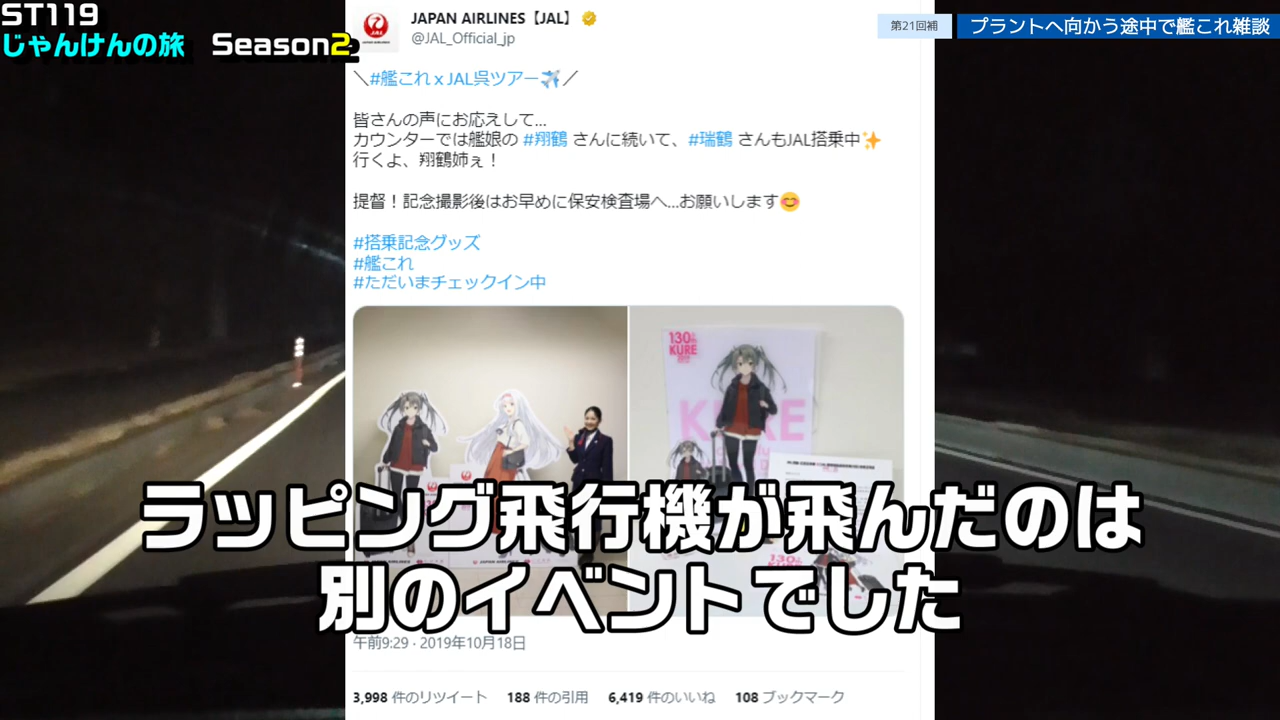 ST119
じゃんけんの旅 Season2
第21回補
プラントへ向かう途中で艦これ雑談
JAL
JAPAN AIRLINES【JAL】
@JAL_Official_jp
＼#艦これｘJAL呉ツアー✈／
皆さんの声にお応えして...
カウンターでは艦娘の #翔鶴 さんに続いて、#瑞鶴 さんもJAL搭乗中✨
行くよ、翔鶴姉ぇ！
提督！記念撮影後はお早めに保安検査場へ...お願いします😊
#搭乗記念グッズ
#艦これ
#ただいまチェックイン中
130th
KURE
KURE
ラッピング飛行機が飛んだのは
別のイベントでした
JAPAN AIRLINES
130th
午前9:29 · 2019年10月18日
3,998 件のリツイート 188 件の引用 6,419 件のいいね 108 ブックマーク